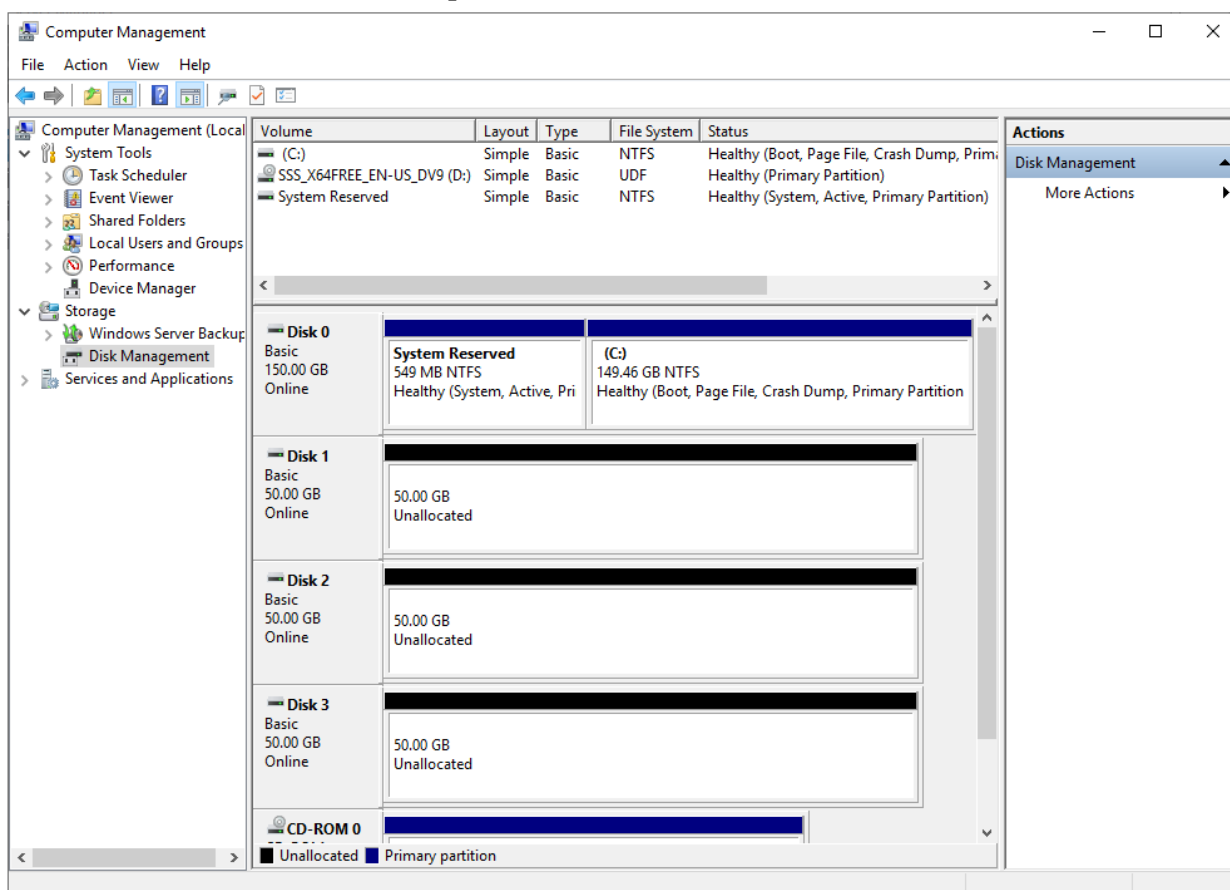 Computer Management
File Action View Help
Computer Management (Local
System Tools
Task Scheduler
Event Viewer
Shared Folders
Local Users and Groups
Performance
Device Manager
Storage
Windows Server Backup
Disk Management
Services and Applications
Volume Layout Type File System Status
(C:) Simple Basic NTFS Healthy (Boot, Page File, Crash Dump, Prima
SSS_X64FREE_EN-US_DV9 (D:) Simple Basic UDF Healthy (Primary Partition)
System Reserved Simple Basic NTFS Healthy (System, Active, Primary Partition)
Disk 0
Basic
150.00 GB
Online
System Reserved
549 MB NTFS
Healthy (System, Active, Pri
(C:)
149.46 GB NTFS
Healthy (Boot, Page File, Crash Dump, Primary Partition
Disk 1
Basic
50.00 GB
Online
50.00 GB
Unallocated
Disk 2
Basic
50.00 GB
Online
50.00 GB
Unallocated
Disk 3
Basic
50.00 GB
Online
50.00 GB
Unallocated
CD-ROM 0
Unallocated Primary partition
Actions
Disk Management
More Actions